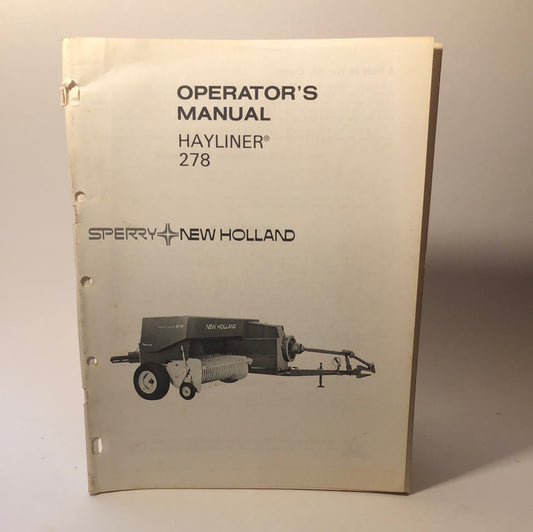 OPERATOR'S
MANUAL
HAYLINER®
278
SPERRY NEW HOLLAND
NEW HOLLAND